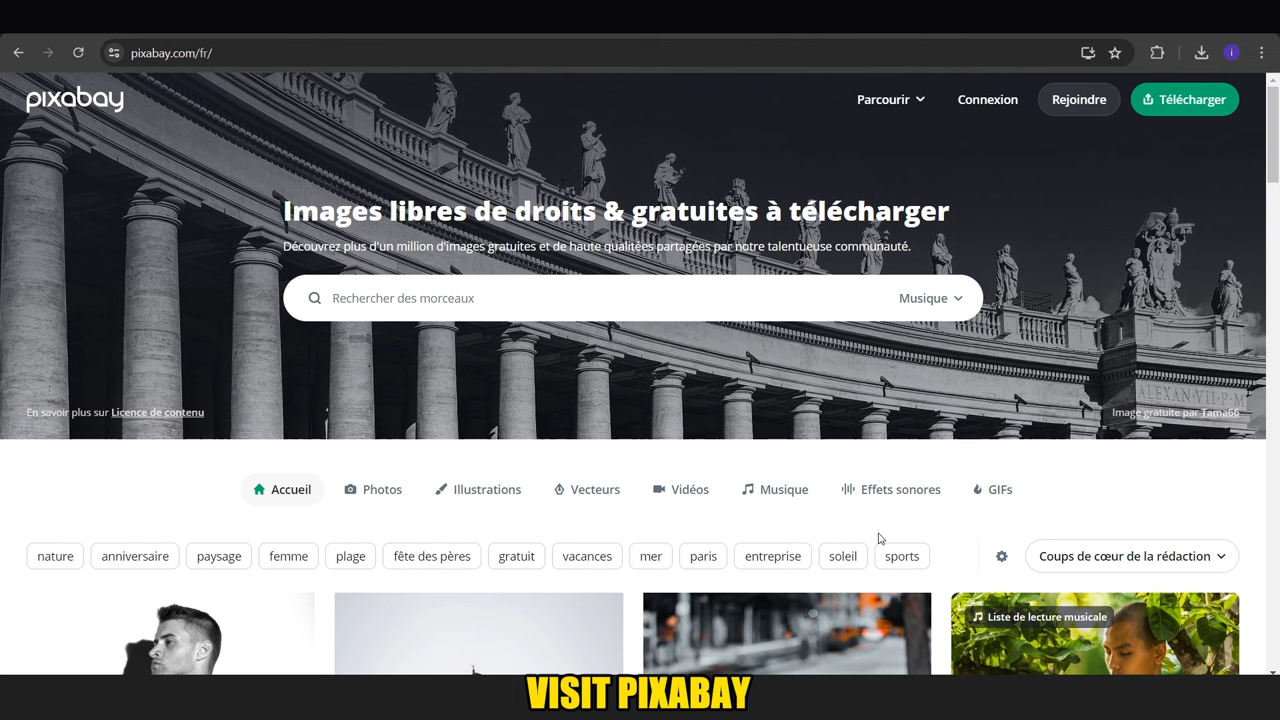 pixabay.com/fr/
i
pixabay
Parcourir
Connexion
Rejoindre
Télécharger
Images libres de droits & gratuites à télécharger
Découvrez plus d'un million d'images gratuites et de haute qualitées partagées par notre talentueuse communauté.
Rechercher des morceaux
Musique
ALEXAN·VII·P·M
En savoir plus sur Licence de contenu
Image gratuite par Tama66
Accueil
Photos
Illustrations
Vecteurs
Vidéos
Musique
Effets sonores
GIFs
nature
anniversaire
paysage
femme
plage
fête des pères
gratuit
vacances
mer
paris
entreprise
soleil
sports
Coups de cœur de la rédaction
Liste de lecture musicale
VISIT PIXABAY